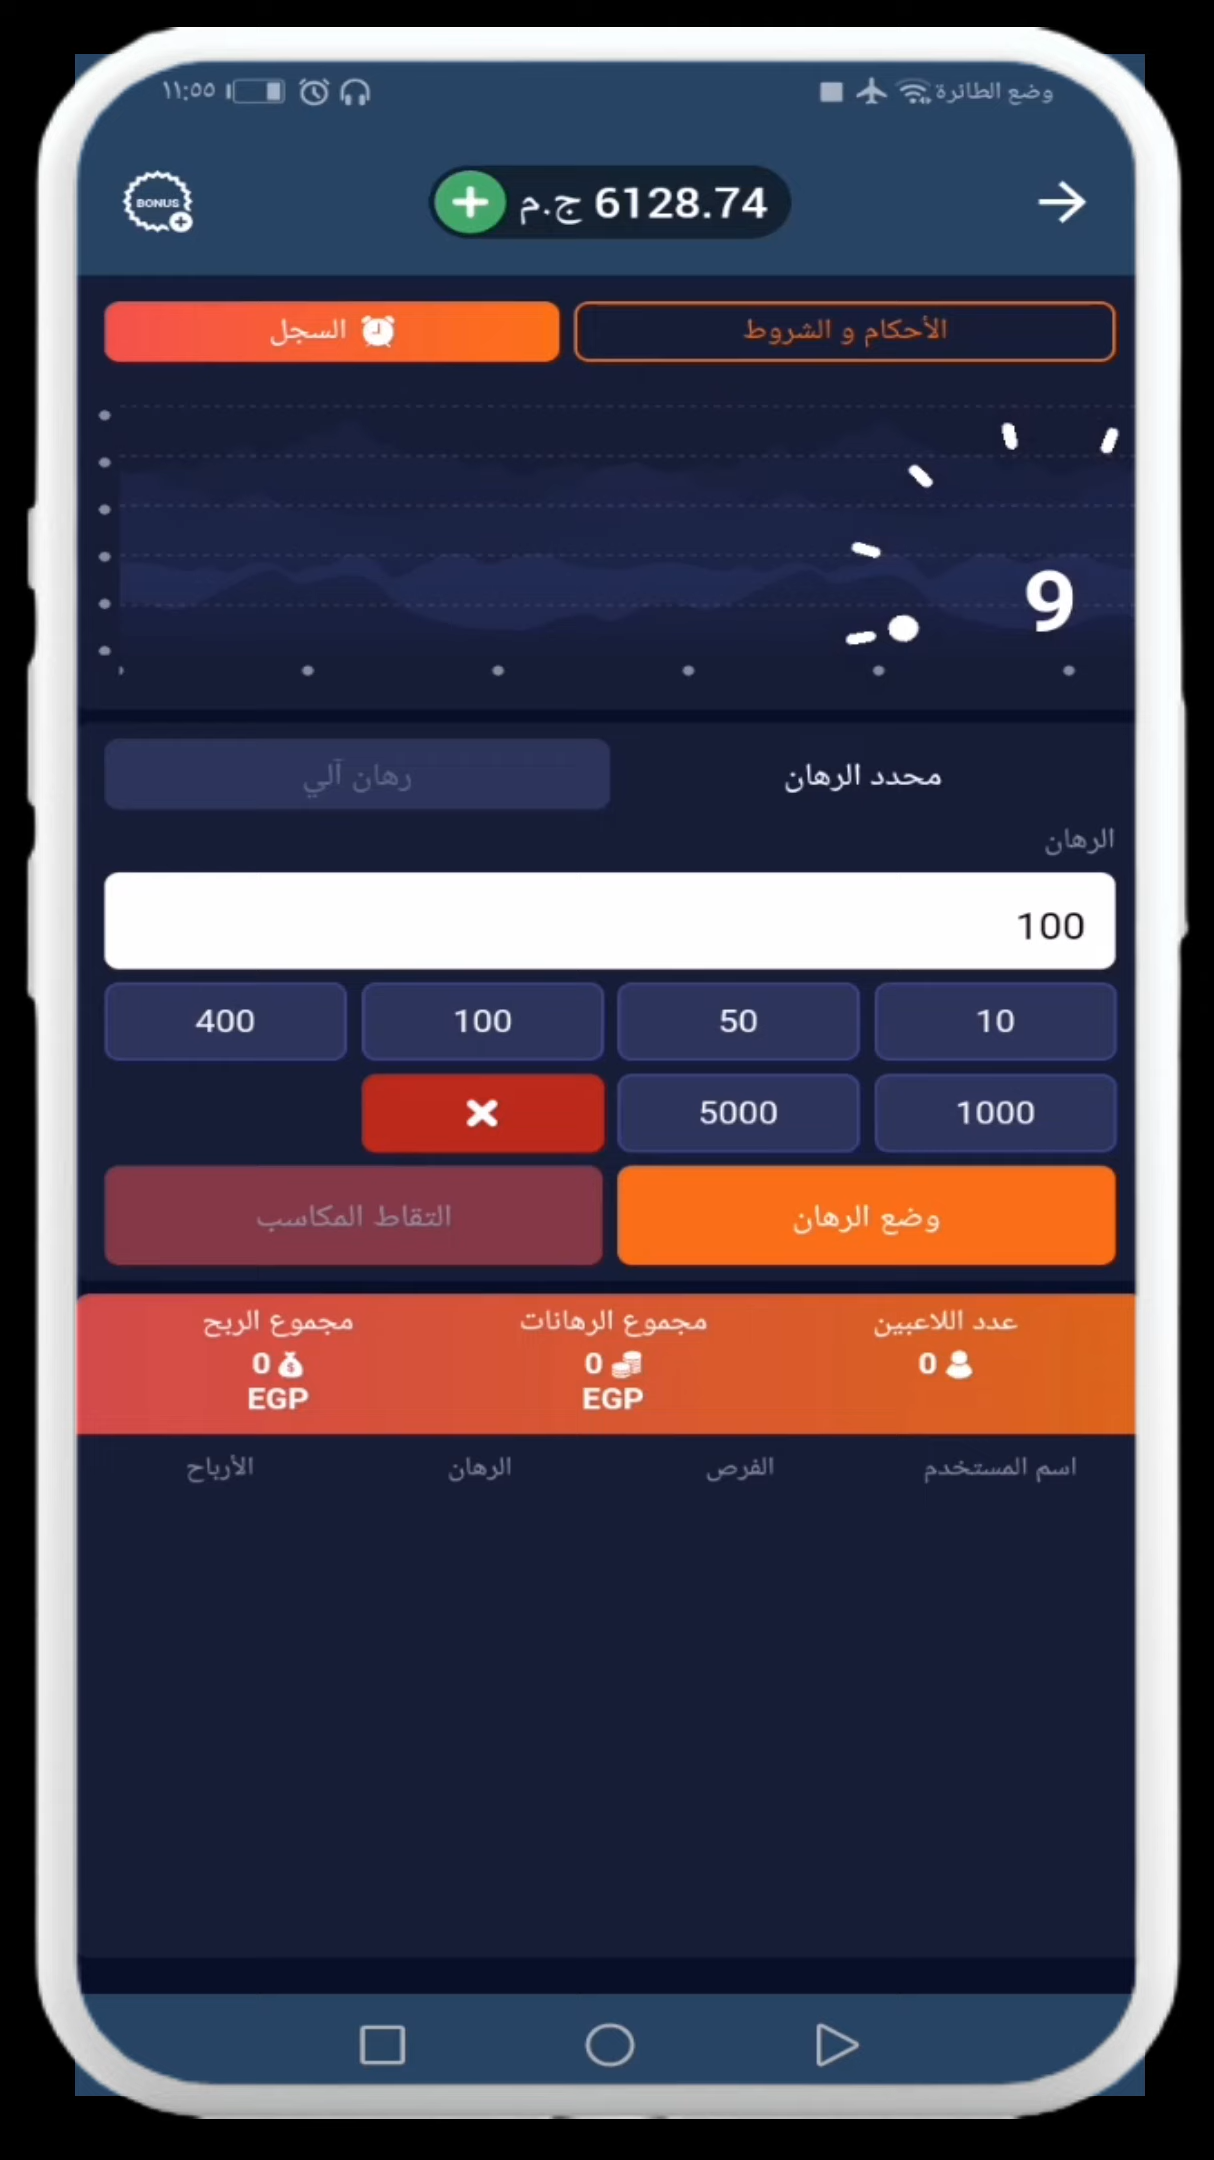 وضع الطائرة ١١:٥٥
6128.74 ج.م
BONUS
الأحكام و الشروط
السجل
9
محدد الرهان
رهان آلي
الرهان
100
10 50 100 400
1000 5000
وضع الرهان
التقاط المكاسب
عدد اللاعبين مجموع الرهانات مجموع الربح
0 0 0
EGP EGP
اسم المستخدم الفرص الرهان الأرباح